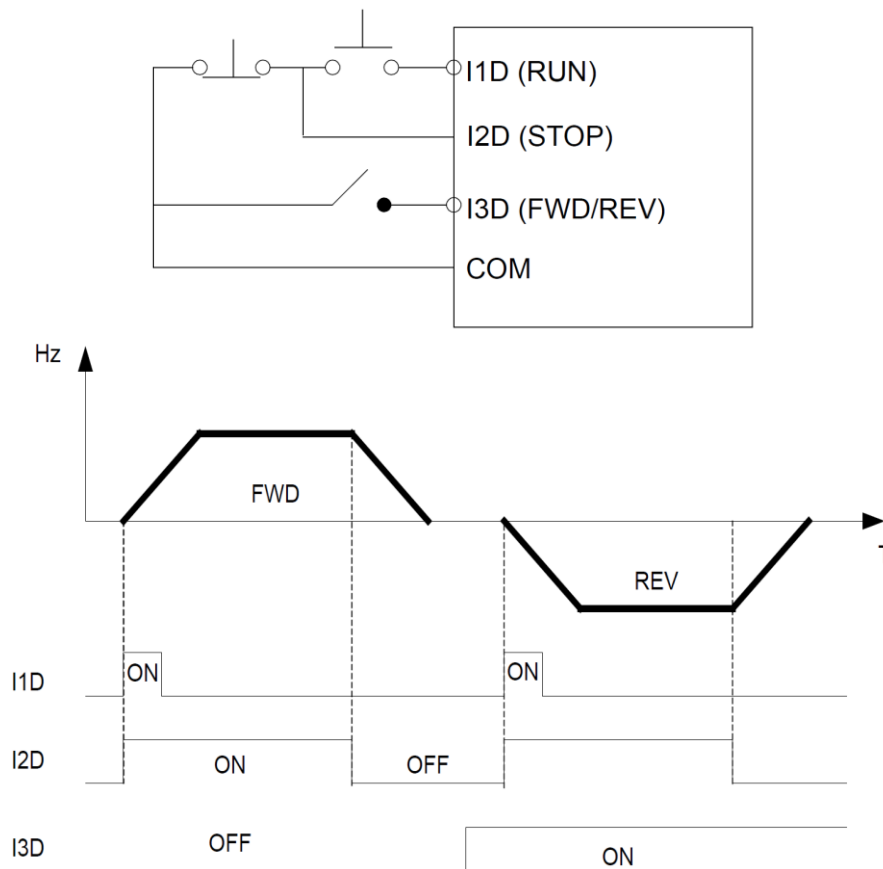 I1D (RUN)
I2D (STOP)
I3D (FWD/REV)
COM
Hz
FWD
REV
I1D
ON
ON
I2D
ON
OFF
I3D
OFF
ON